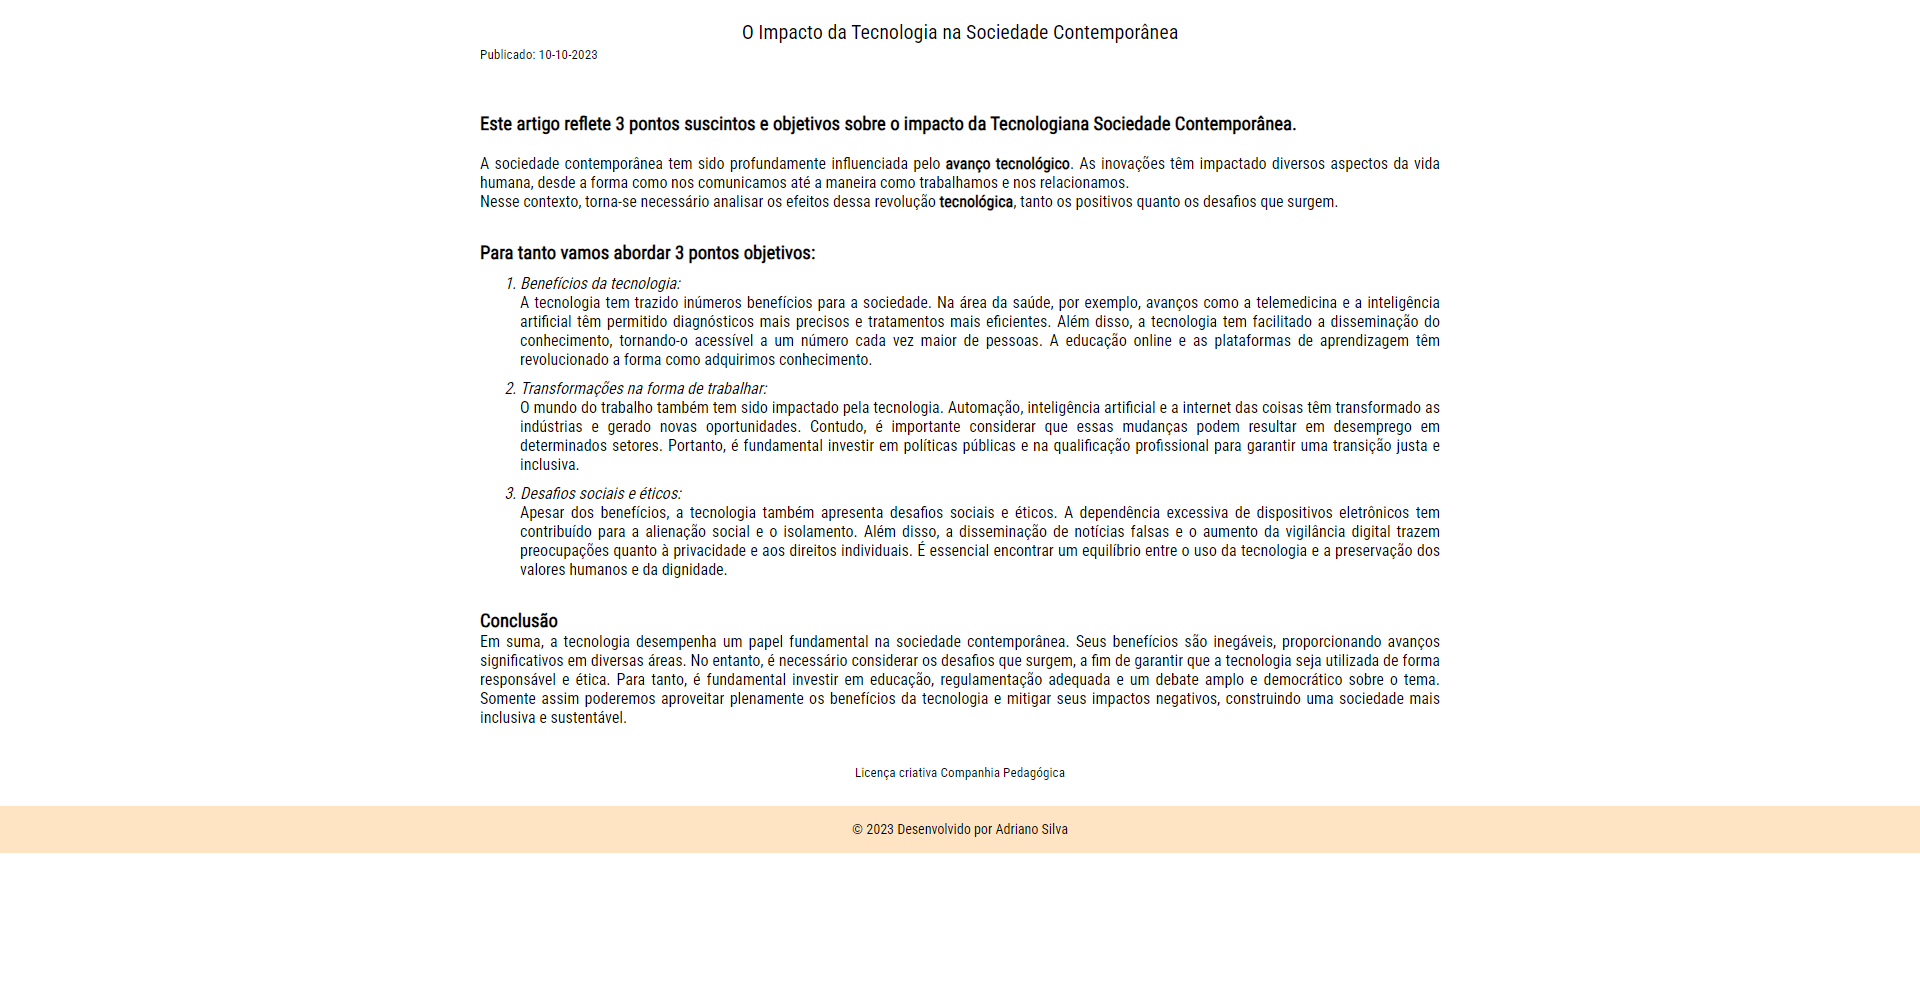 O Impacto da Tecnologia na Sociedade Contemporânea
Publicado: 10-10-2023
Este artigo reflete 3 pontos suscintos e objetivos sobre o impacto da Tecnologiana Sociedade Contemporânea.
A sociedade contemporânea tem sido profundamente influenciada pelo avanço tecnológico. As inovações têm impactado diversos aspectos da vida
humana, desde a forma como nos comunicamos até a maneira como trabalhamos e nos relacionamos.
Nesse contexto, torna-se necessário analisar os efeitos dessa revolução tecnológica, tanto os positivos quanto os desafios que surgem.
Para tanto vamos abordar 3 pontos objetivos:
1. Benefícios da tecnologia:
A tecnologia tem trazido inúmeros benefícios para a sociedade. Na área da saúde, por exemplo, avanços como a telemedicina e a inteligência
artificial têm permitido diagnósticos mais precisos e tratamentos mais eficientes. Além disso, a tecnologia tem facilitado a disseminação do
conhecimento, tornando-o acessível a um número cada vez maior de pessoas. A educação online e as plataformas de aprendizagem têm
revolucionado a forma como adquirimos conhecimento.
2. Transformações na forma de trabalhar:
O mundo do trabalho também tem sido impactado pela tecnologia. Automação, inteligência artificial e a internet das coisas têm transformado as
indústrias e gerado novas oportunidades. Contudo, é importante considerar que essas mudanças podem resultar em desemprego em
determinados setores. Portanto, é fundamental investir em políticas públicas e na qualificação profissional para garantir uma transição justa e
inclusiva.
3. Desafios sociais e éticos:
Apesar dos benefícios, a tecnologia também apresenta desafios sociais e éticos. A dependência excessiva de dispositivos eletrônicos tem
contribuído para a alienação social e o isolamento. Além disso, a disseminação de notícias falsas e o aumento da vigilância digital trazem
preocupações quanto à privacidade e aos direitos individuais. É essencial encontrar um equilíbrio entre o uso da tecnologia e a preservação dos
valores humanos e da dignidade.
Conclusão
Em suma, a tecnologia desempenha um papel fundamental na sociedade contemporânea. Seus benefícios são inegáveis, proporcionando avanços
significativos em diversas áreas. No entanto, é necessário considerar os desafios que surgem, a fim de garantir que a tecnologia seja utilizada de forma
responsável e ética. Para tanto, é fundamental investir em educação, regulamentação adequada e um debate amplo e democrático sobre o tema.
Somente assim poderemos aproveitar plenamente os benefícios da tecnologia e mitigar seus impactos negativos, construindo uma sociedade mais
inclusiva e sustentável.
Licença criativa Companhia Pedagógica
© 2023 Desenvolvido por Adriano Silva